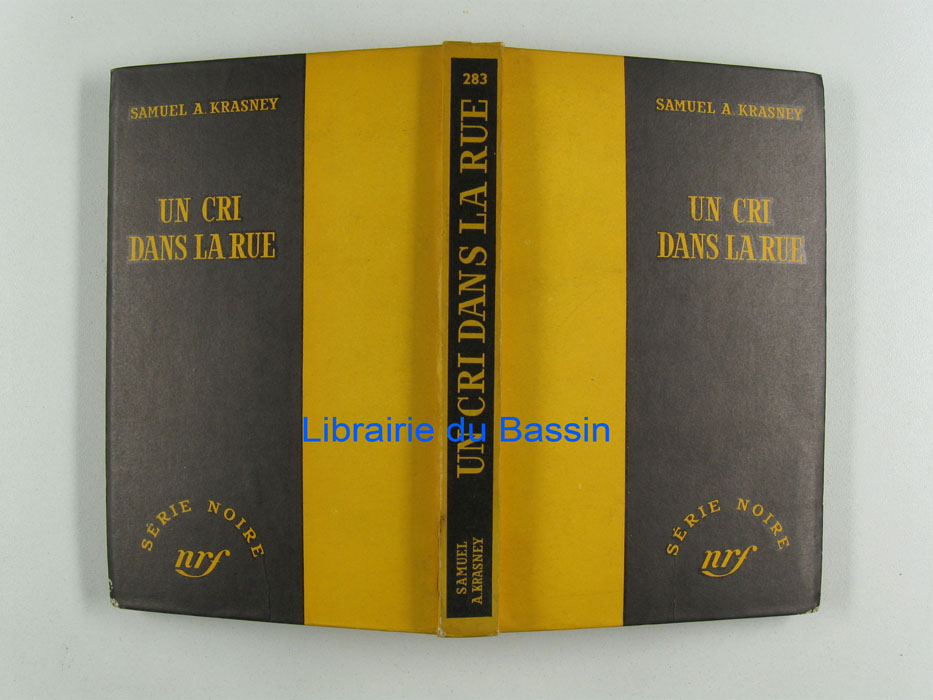 SAMUEL A. KRASNEY
UN CRI
DANS LA RUE
SÉRIE NOIRE
nrf
283
UN CRI DANS LA RUE
SAMUEL
A. KRASNEY
SAMUEL A. KRASNEY
UN CRI
DANS LA RUE
SÉRIE NOIRE
nrf
Librairie du Bassin